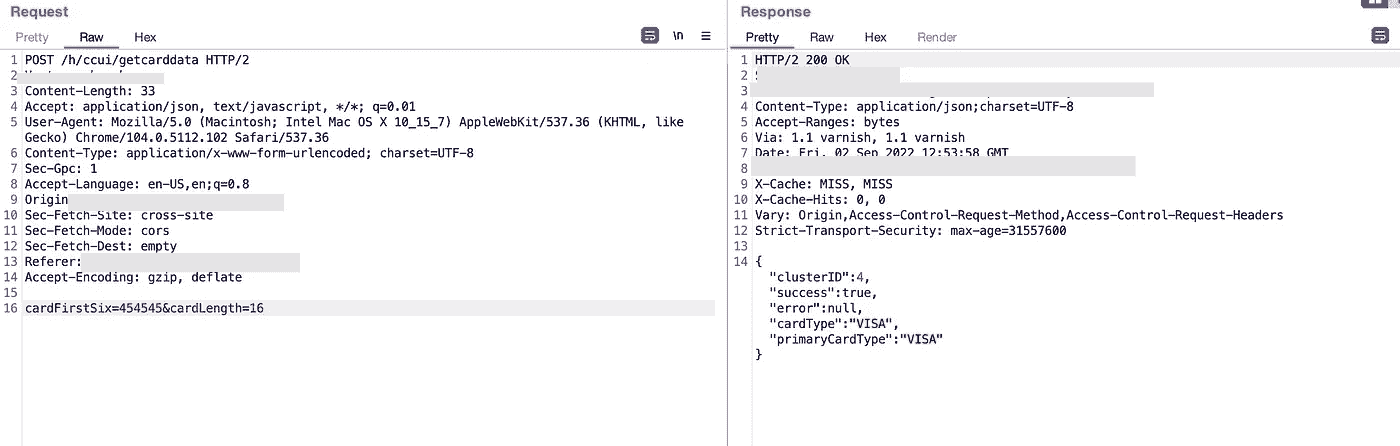 Request
Pretty Raw Hex
\n
1 POST /h/ccui/getcarddata HTTP/2
2
3 Content-Length: 33
4 Accept: application/json, text/javascript, */*; q=0.01
5 User-Agent: Mozilla/5.0 (Macintosh; Intel Mac OS X 10_15_7) AppleWebKit/537.36 (KHTML, like
Gecko) Chrome/104.0.5112.102 Safari/537.36
6 Content-Type: application/x-www-form-urlencoded; charset=UTF-8
7 Sec-Gpc: 1
8 Accept-Language: en-US,en;q=0.8
9 Origin
10 Sec-Fetch-Site: cross-site
11 Sec-Fetch-Mode: cors
12 Sec-Fetch-Dest: empty
13 Referer:
14 Accept-Encoding: gzip, deflate
15
16 cardFirstSix=454545&cardLength=16
Response
Pretty Raw Hex Render
1 HTTP/2 200 OK
2
3
4 Content-Type: application/json;charset=UTF-8
5 Accept-Ranges: bytes
6 Via: 1.1 varnish, 1.1 varnish
7 Date: Fri, 02 Sep 2022 12:53:58 GMT
8
9 X-Cache: MISS, MISS
10 X-Cache-Hits: 0, 0
11 Vary: Origin,Access-Control-Request-Method,Access-Control-Request-Headers
12 Strict-Transport-Security: max-age=31557600
13
14 {
"clusterID":4,
"success":true,
"error":null,
"cardType":"VISA",
"primaryCardType":"VISA"
}